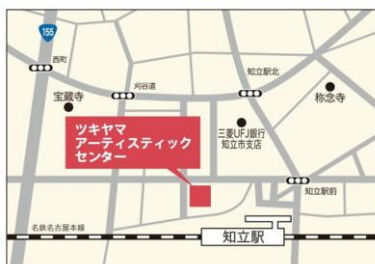 155
西町
刈谷道
知立駅北
宝蔵寺
称念寺
ツキヤマ
アーティスティック
センター
三菱UFJ銀行
知立市支店
知立駅前
名鉄名古屋本線
知立駅